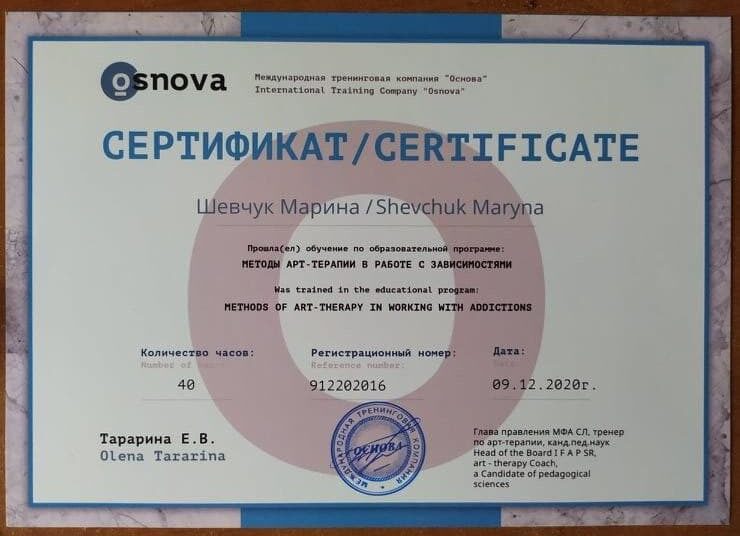 osnova
Международная тренинговая компания "Основа"
International Training Company "Osnova"
СЕРТИФИКАТ/CERTIFICATE
Шевчук Марина / Shevchuk Maryna
Прошла(ел) обучение по образовательной программе:
МЕТОДЫ АРТ-ТЕРАПИИ В РАБОТЕ С ЗАВИСИМОСТЯМИ
Was trained in the educational program:
METHODS OF ART-THERAPY IN WORKING WITH ADDICTIONS
Количество часов: Регистрационный номер: Дата:
Number of Reference number:
40 912202016 09.12.2020г.
Тарарина Е.В.
Olena Tararina
МЕЖДУНАРОДНАЯ ТРЕНИНГОВАЯ КОМПАНИЯ
ОСНОВА
Глава правления МФА СЛ, тренер
по арт-терапии, канд.пед.наук
Head of the Board I F A P SR,
art - therapy Coach,
a Candidate of pedagogical
sciences